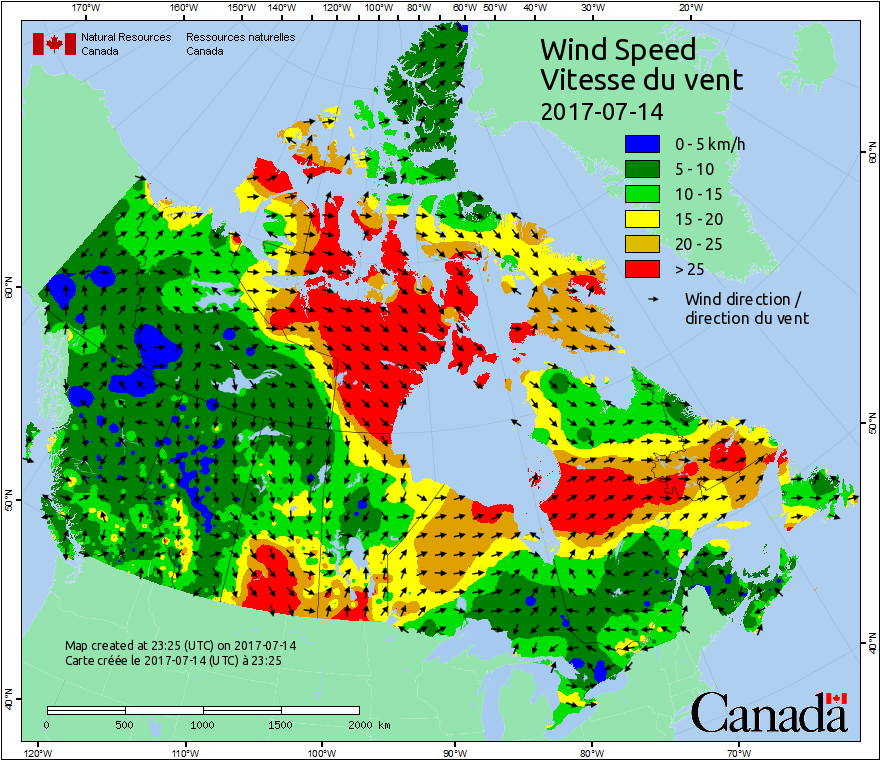 170°W 160°W 150°W 140°W 120°W 100°W 80°W 60°W 50°W 40°W 30°W 20°W
Natural Resources Ressources naturelles
Canada Canada
Wind Speed
Vitesse du vent
2017-07-14
0 - 5 km/h
5 - 10
10 - 15
15 - 20
20 - 25
> 25
Wind direction /
direction du vent
60°N
60°N
50°N
50°N
40°N
40°N
Map created at 23:25 (UTC) on 2017-07-14
Carte créée le 2017-07-14 (UTC) à 23:25
0 500 1000 1500 2000 km
Canada
120°W 110°W 100°W 90°W 80°W 70°W